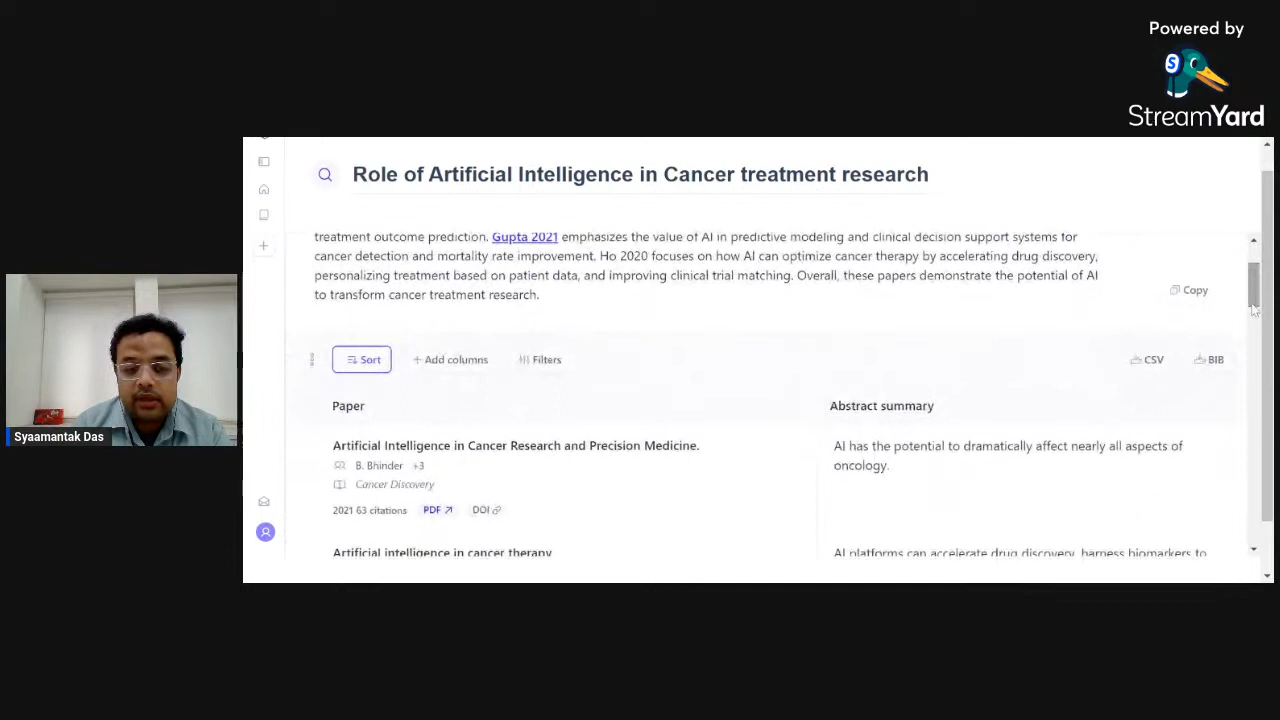 Powered by
StreamYard
Role of Artificial Intelligence in Cancer treatment research
treatment outcome prediction. Gupta 2021 emphasizes the value of AI in predictive modeling and clinical decision support systems for
cancer detection and mortality rate improvement. Ho 2020 focuses on how AI can optimize cancer therapy by accelerating drug discovery,
personalizing treatment based on patient data, and improving clinical trial matching. Overall, these papers demonstrate the potential of AI
to transform cancer treatment research.
Copy
Sort
+ Add columns
Filters
CSV
BIB
Paper
Abstract summary
Artificial Intelligence in Cancer Research and Precision Medicine.
B. Bhinder +3
Cancer Discovery
2021 63 citations PDF DOI
AI has the potential to dramatically affect nearly all aspects of
oncology.
Artificial intelligence in cancer therapy
AI platforms can accelerate drug discovery, harness biomarkers to
Syaamantak Das